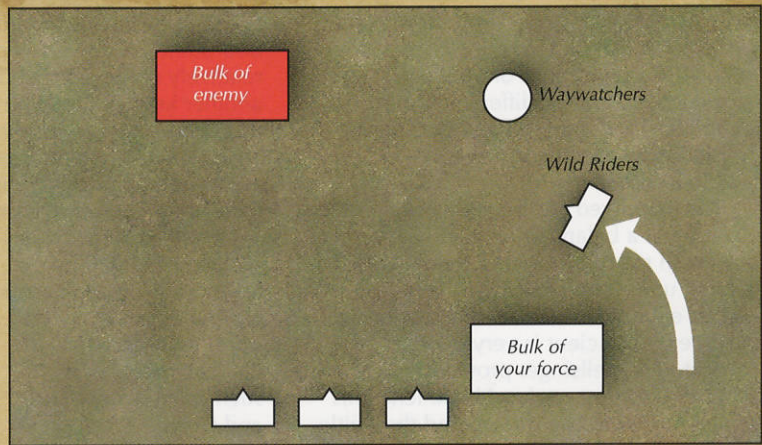 Bulk of
enemy
Waywatchers
Wild Riders
Bulk of
your force